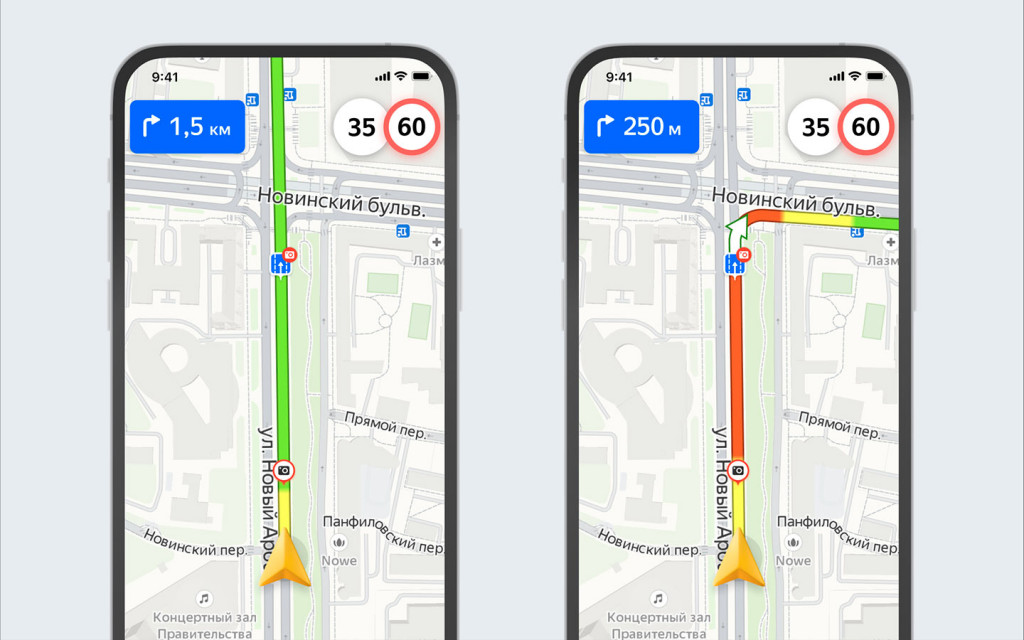 9:41
1,5 км
35
60
Новинский бульв.
Лазм
Прямой пер.
ул. Новый Арбат
Панфиловский пер.
Новинский пер.
Nowe
Концертный зал
Правительства
9:41
250 м
35
60
Новинский бульв.
Лазм
Прямой пер.
ул. Новый
Панфиловский пер.
Новинский пер.
Nowe
Концертный зал
Правительства